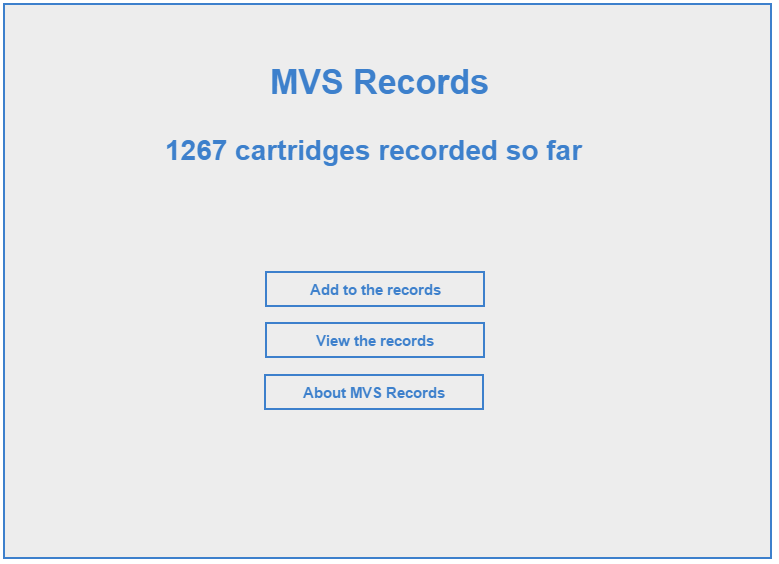 MVS Records
1267 cartridges recorded so far
Add to the records
View the records
About MVS Records